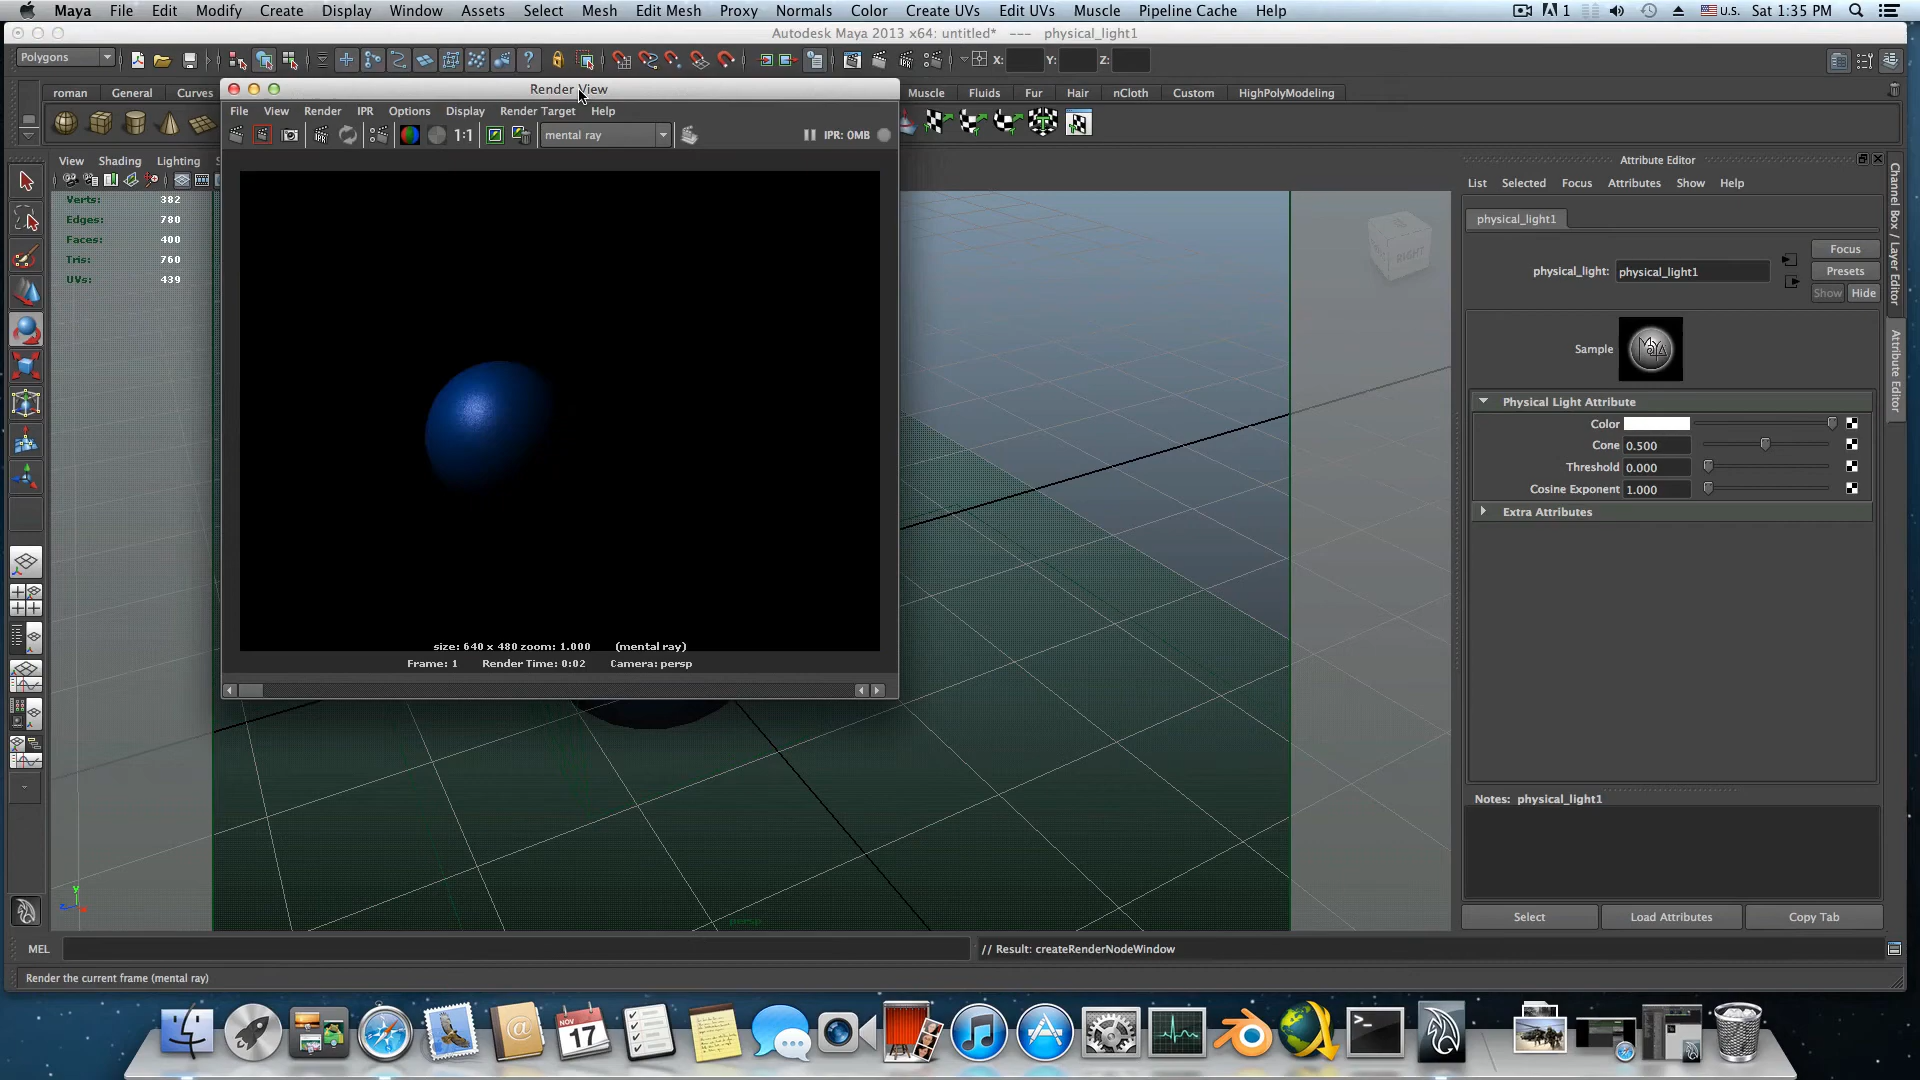 Maya File Edit Modify Create Display Window Assets Select Mesh Edit Mesh Proxy Normals Color Create UVs Edit UVs Muscle Pipeline Cache Help 1 U.S. Sat 1:35 PM
Autodesk Maya 2013 x64: untitled* --- physical_light1
Polygons X: Y: Z:
roman General Curves Muscle Fluids Fur Hair nCloth Custom HighPolyModeling
Render View
File View Render IPR Options Display Render Target Help
1:1 mental ray IPR: 0MB
View Shading Lighting
Verts: 382
Edges: 780
Faces: 400
Tris: 760
UVs: 439
RIGHT
size: 640 x 480 zoom: 1.000 (mental ray)
Frame: 1 Render Time: 0:02 Camera: persp
persp
y
Attribute Editor
List Selected Focus Attributes Show Help
physical_light1
Focus
physical_light: physical_light1
Presets
Show Hide
Sample
MAYA
Physical Light Attribute
Color
Cone 0.500
Threshold 0.000
Cosine Exponent 1.000
Extra Attributes
Notes: physical_light1
Select Load Attributes Copy Tab
Channel Box / Layer Editor
Attribute Editor
MEL // Result: createRenderNodeWindow
Render the current frame (mental ray)
NOV
17